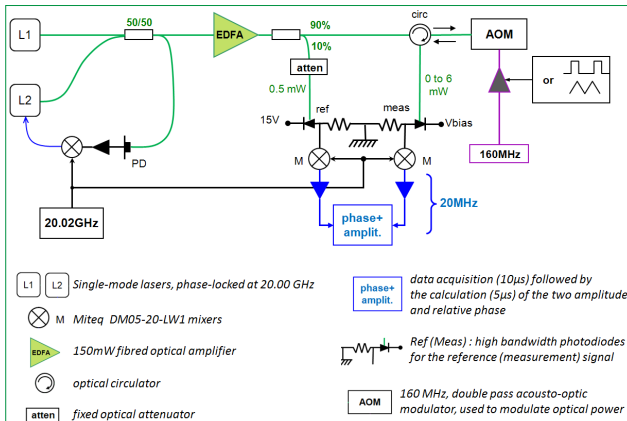 L1
50/50
EDFA
90%
10%
circ
AOM
L2
atten
0.5 mW
0 to 6
mW
or
15V
ref
meas
Vbias
PD
M
M
160MHz
20.02GHz
phase+
amplit.
20MHz
L1 L2 Single-mode lasers, phase-locked at 20.00 GHz
M Miteq DM05-20-LW1 mixers
EDFA 150mW fibred optical amplifier
optical circulator
atten fixed optical attenuator
phase+
amplit.
data acquisition (10µs) followed by
the calculation (5µs) of the two amplitude
and relative phase
Ref (Meas) : high bandwidth photodiodes
for the reference (measurement) signal
AOM
160 MHz, double pass acousto-optic
modulator, used to modulate optical power